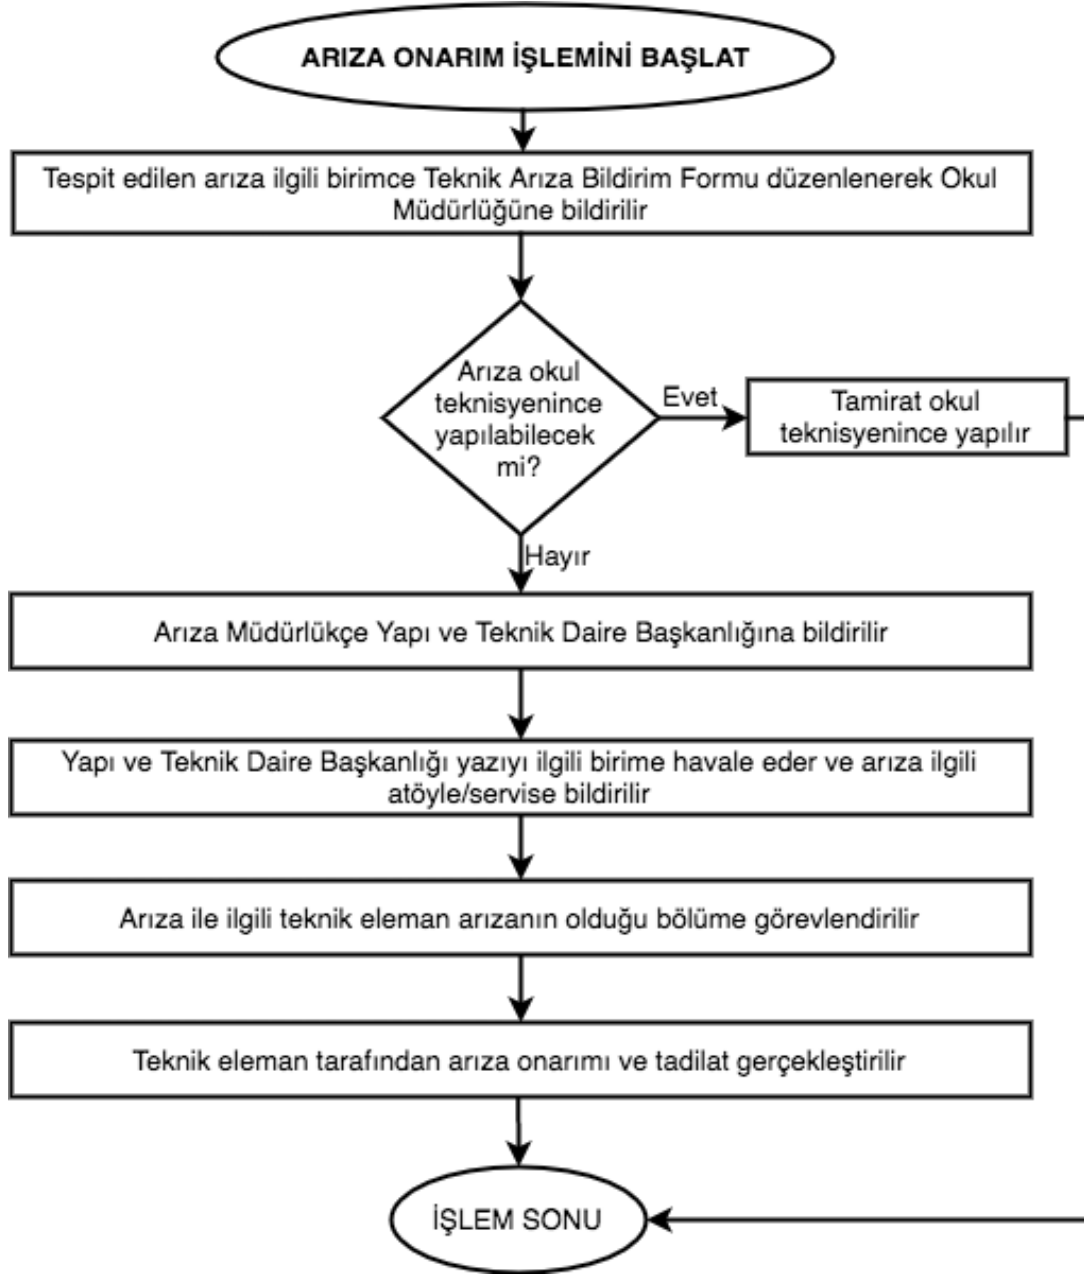 ARIZA ONARIM İŞLEMİNİ BAŞLAT
Tespit edilen arıza ilgili birimce Teknik Arıza Bildirim Formu düzenlenerek Okul
Müdürlüğüne bildirilir
Arıza okul
teknisyenince
yapılabilecek
mi?
Evet
Tamirat okul
teknisyenince yapılır
Hayır
Arıza Müdürlükçe Yapı ve Teknik Daire Başkanlığına bildirilir
Yapı ve Teknik Daire Başkanlığı yazıyı ilgili birime havale eder ve arıza ilgili
atöyle/servise bildirilir
Arıza ile ilgili teknik eleman arızanın olduğu bölüme görevlendirilir
Teknik eleman tarafından arıza onarımı ve tadilat gerçekleştirilir
İŞLEM SONU